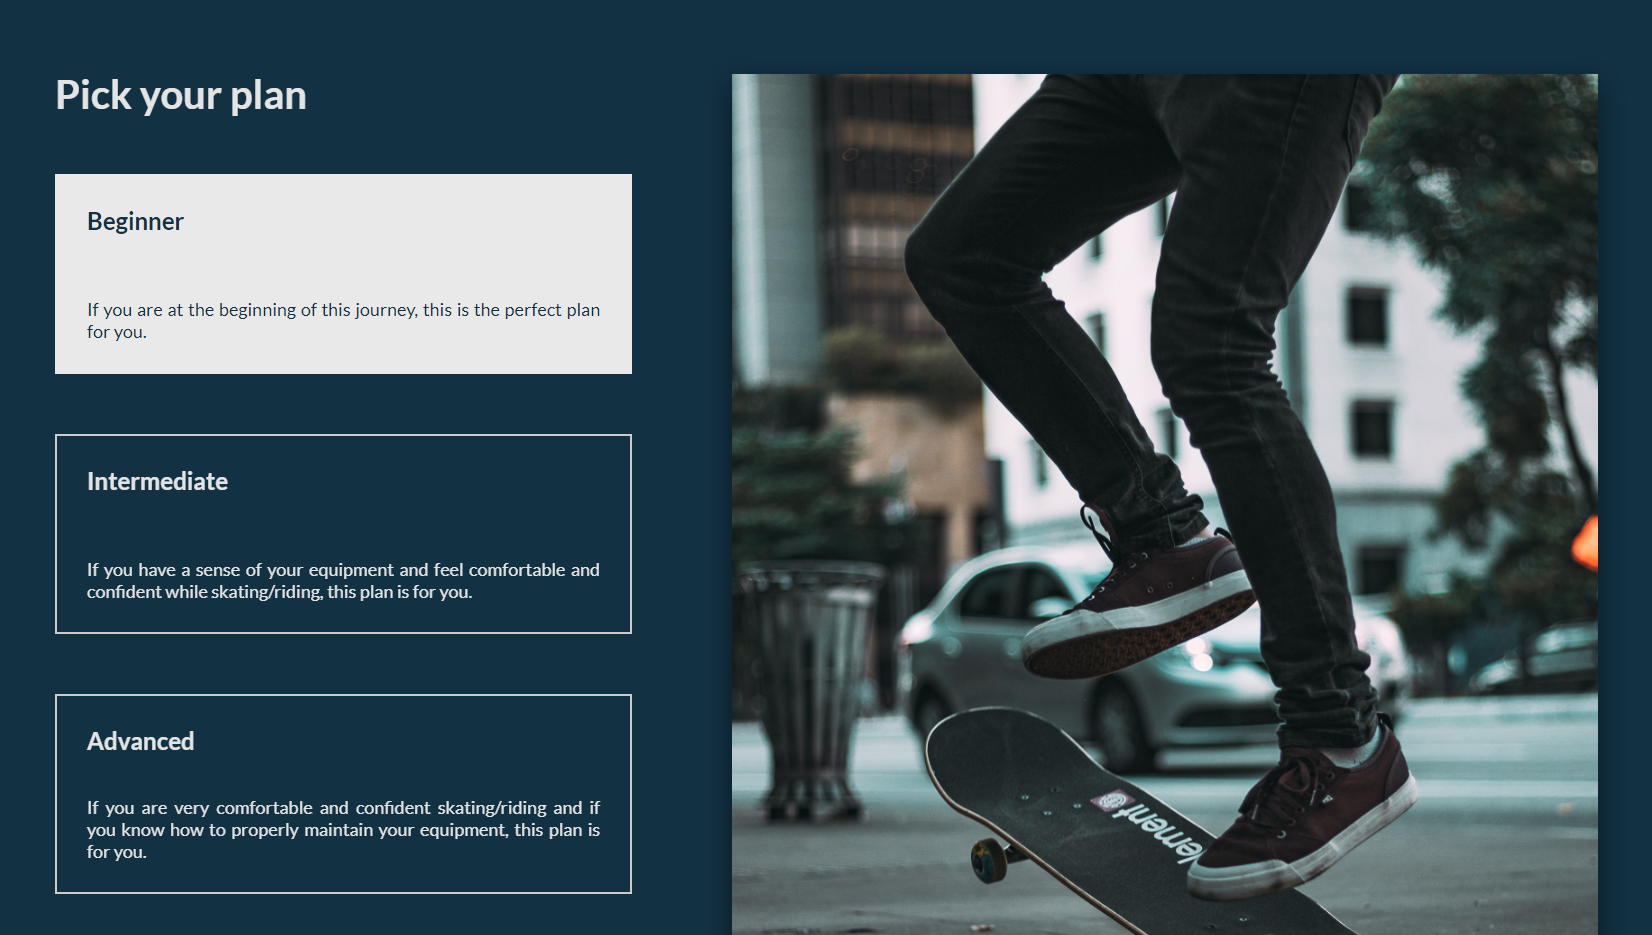 Pick your plan
Beginner
If you are at the beginning of this journey, this is the perfect plan
for you.
Intermediate
If you have a sense of your equipment and feel comfortable and
confident while skating/riding, this plan is for you.
Advanced
If you are very comfortable and confident skating/riding and if
you know how to properly maintain your equipment, this plan is
for you.
lement